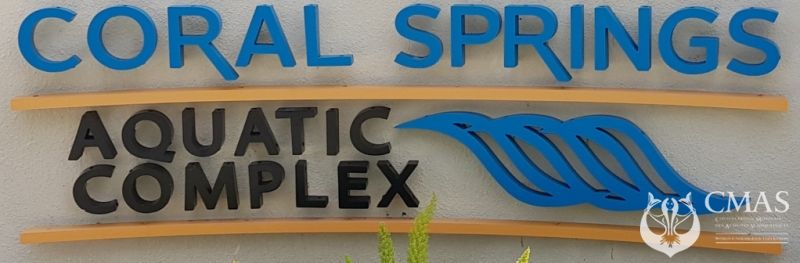 CORAL SPRINGS
AQUATIC
COMPLEX
CMAS